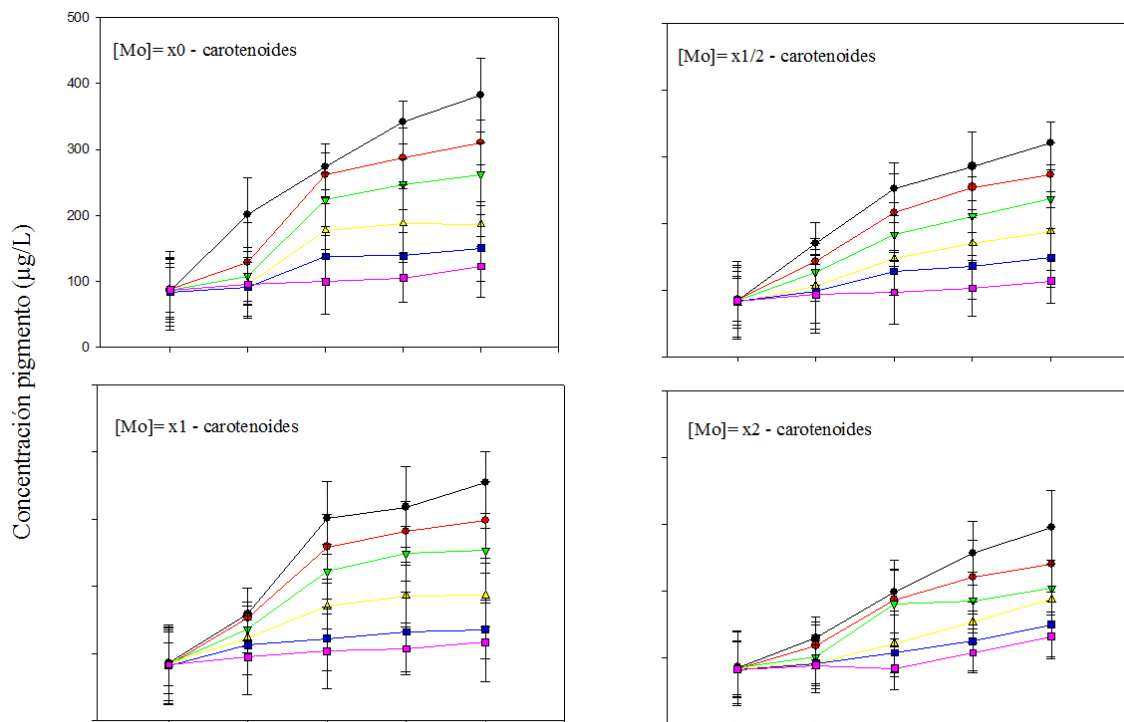 500
[Mo]= x0 - carotenoides
400
300
200
100
0
[Mo]= x1/2 - carotenoides
Concentración pigmento (µg/L)
[Mo]= x1 - carotenoides
[Mo]= x2 - carotenoides